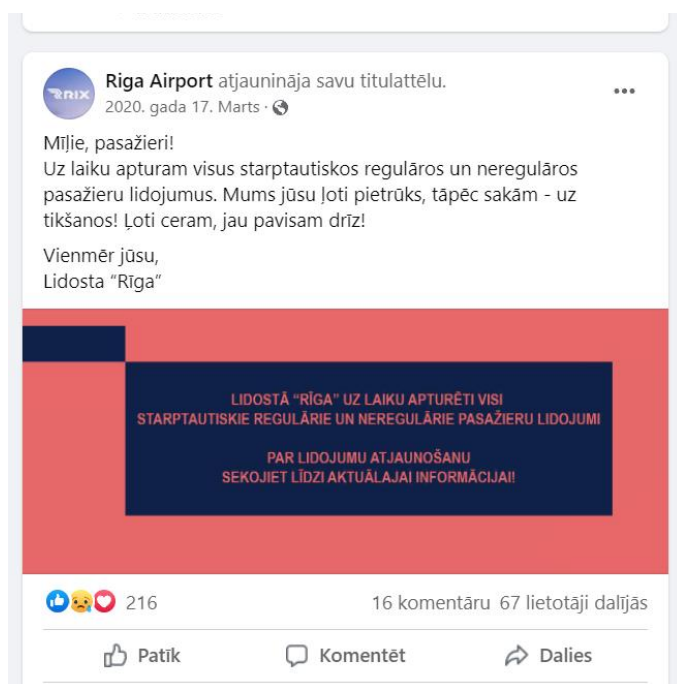 RIX
Riga Airport atjaunināja savu titulattēlu.
2020. gada 17. Marts ·
Mīļie, pasažieri!
Uz laiku apturam visus starptautiskos regulāros un neregulāros
pasažieru lidojumus. Mums jūsu ļoti pietrūks, tāpēc sakām - uz
tikšanos! Ļoti ceram, jau pavisam drīz!
Vienmēr jūsu,
Lidosta “Rīga”
LIDOSTĀ “RĪGA” UZ LAIKU APTURĒTI VISI
STARPTAUTISKIE REGULĀRIE UN NEREGULĀRIE PASAŽIERU LIDOJUMI
PAR LIDOJUMU ATJAUNOŠANU
SEKOJIET LĪDZI AKTUĀLAJAI INFORMĀCIJAI!
216 16 komentāru 67 lietotāji dalījās
Patīk Komentēt Dalies